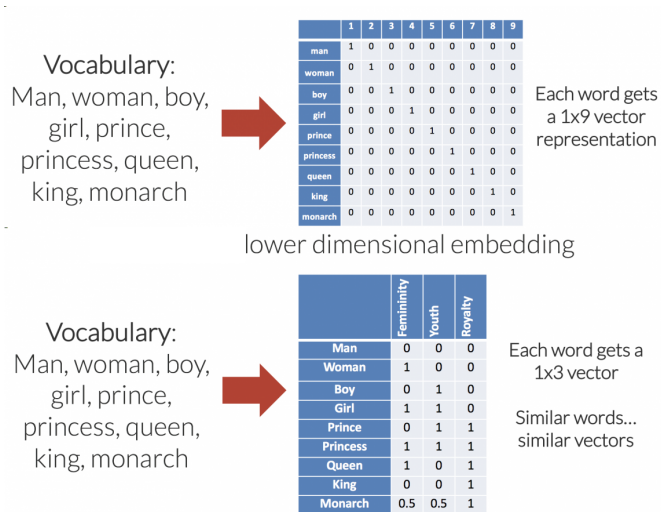 Vocabulary:
Man, woman, boy,
girl, prince,
princess, queen,
king, monarch
1 2 3 4 5 6 7 8 9
man 1 0 0 0 0 0 0 0 0
woman 0 1 0 0 0 0 0 0 0
boy 0 0 1 0 0 0 0 0 0
girl 0 0 0 1 0 0 0 0 0
prince 0 0 0 0 1 0 0 0 0
princess 0 0 0 0 0 1 0 0 0
queen 0 0 0 0 0 0 1 0 0
king 0 0 0 0 0 0 0 1 0
monarch 0 0 0 0 0 0 0 0 1
Each word gets
a 1x9 vector
representation
lower dimensional embedding
Vocabulary:
Man, woman, boy,
girl, prince,
princess, queen,
king, monarch
Femininity Youth Royalty
Man 0 0 0
Woman 1 0 0
Boy 0 1 0
Girl 1 1 0
Prince 0 1 1
Princess 1 1 1
Queen 1 0 1
King 0 0 1
Monarch 0.5 0.5 1
Each word gets a
1x3 vector
Similar words...
similar vectors